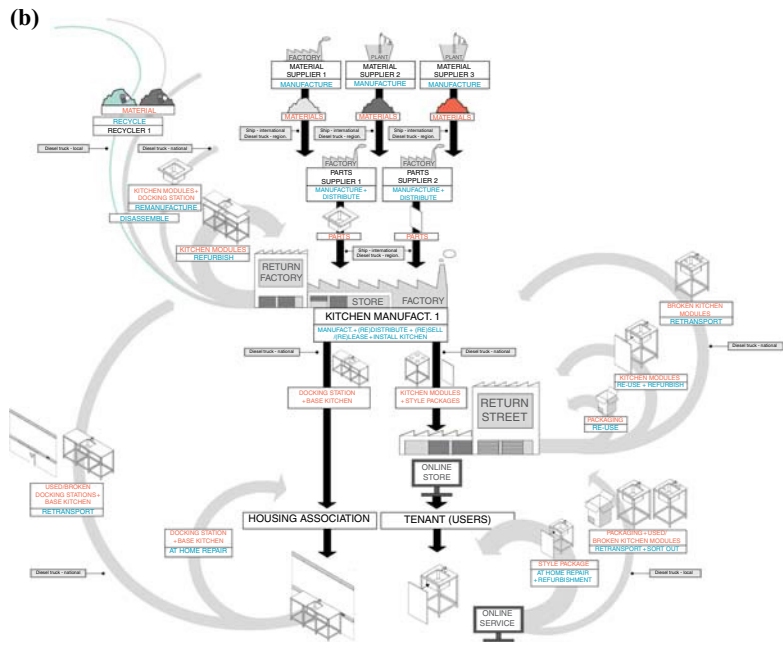 (b)
FACTORY
PLANT
PLANT
MATERIAL
SUPPLIER 1
MATERIAL
SUPPLIER 2
MATERIAL
SUPPLIER 3
MANUFACTURE
MANUFACTURE
MANUFACTURE
MATERIALS
MATERIALS
MATERIALS
Ship - international
Diesel truck - region.
Ship - international
Diesel truck - region.
Ship - international
Diesel truck - region.
MATERIAL
RECYCLE
RECYCLER 1
Diesel truck - local
Diesel truck - national
FACTORY
FACTORY
PARTS
SUPPLIER 1
PARTS
SUPPLIER 2
MANUFACTURE +
DISTRIBUTE
MANUFACTURE +
DISTRIBUTE
KITCHEN MODULES+
DOCKING STATION
REMANUFACTURE
DISASSEMBLE
PARTS
PARTS
KITCHEN MODULES
REFURBISH
Ship - international
Diesel truck - region.
RETURN
FACTORY
STORE
FACTORY
KITCHEN MANUFACT. 1
MANUFACT.+(RE)DISTRIBUTE + (RE)SELL
/(RE)LEASE+INSTALL KITCHEN
BROKEN KITCHEN
MODULES
RETRANSPORT
Diesel truck - national
Diesel truck - national
Diesel truck - national
DOCKING STATION
+BASE KITCHEN
KITCHEN MODULES
+STYLE PACKAGES
KITCHEN MODULES
RE-USE + REFURBISH
RETURN
STREET
PACKAGING
RE-USE
ONLINE
STORE
USED/BROKEN
DOCKING STATIONS+
BASE KITCHEN
RETRANSPORT
HOUSING ASSOCIATION
TENANT (USERS)
DOCKING STATION
+BASE KITCHEN
AT HOME REPAIR
PACKAGING+USED/
BROKEN KITCHEN MODULES
RETRANSPORT+SORT OUT
STYLE PACKAGE
AT HOME REPAIR
+REFURBISHMENT
Diesel truck - national
Diesel truck - local
ONLINE
SERVICE